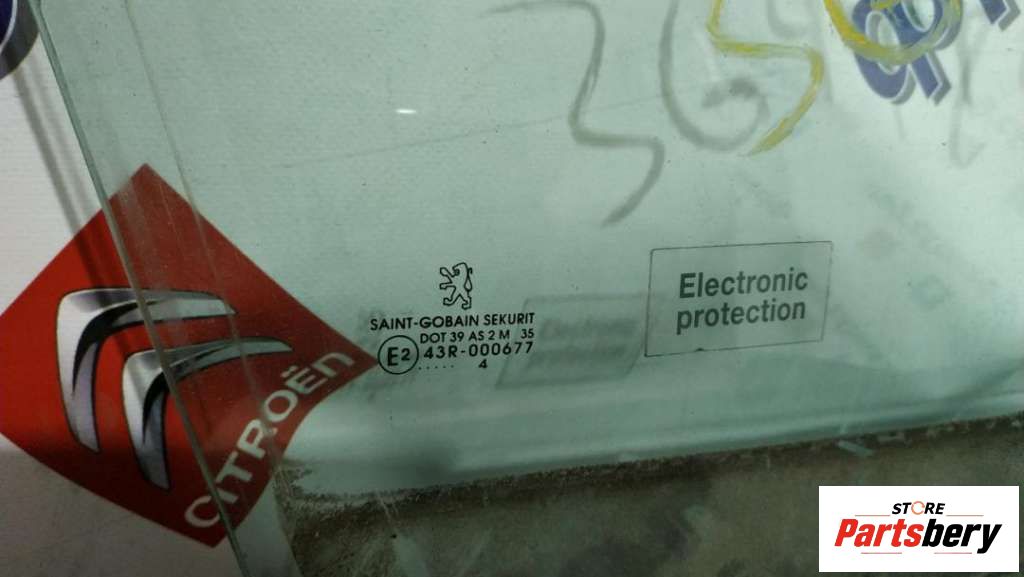 SAINT-GOBAIN SEKURIT
DOT 39 AS 2 M 35
E2 43R-000677
..... 4
Electronic
protection
CITROËN
STORE
Partsbery